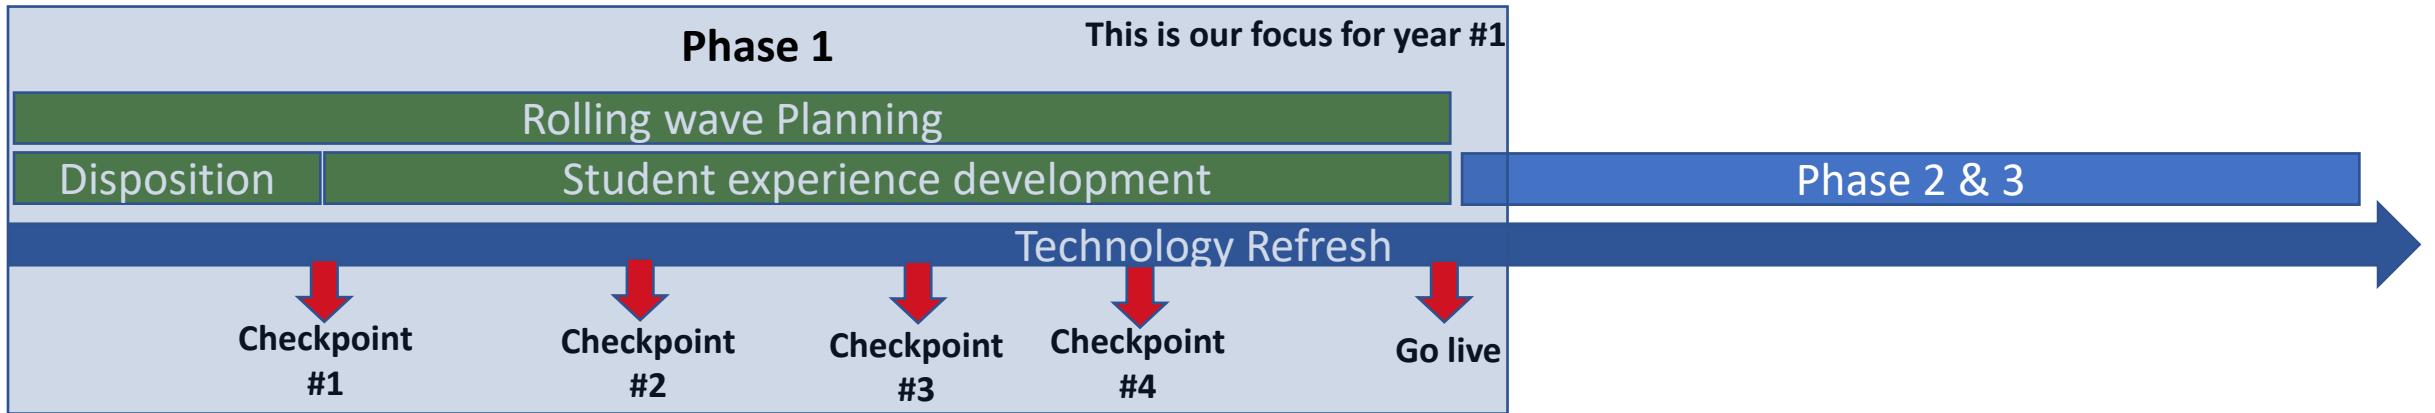 Phase 1
This is our focus for year #1
Rolling wave Planning
Disposition
Student experience development
Phase 2 & 3
Technology Refresh
Checkpoint
#1
Checkpoint
#2
Checkpoint
#3
Checkpoint
#4
Go live